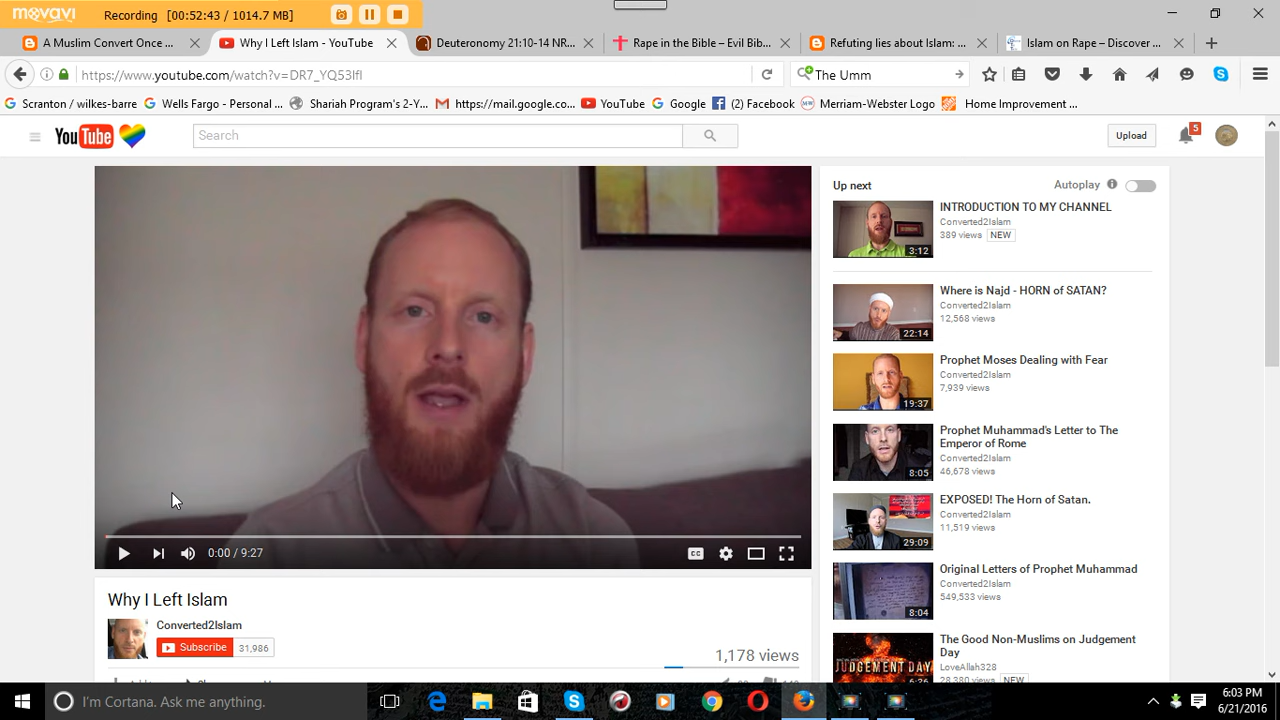 movavi Recording [00:52:43 / 1014.7 MB]
A Muslim Convert Once ...
Why I Left Islam - YouTube
Deuteronomy 21:10-14 NR...
Rape in the Bible – Evil Bib...
Refuting lies about Islam: ...
Islam on Rape – Discover ...
https://www.youtube.com/watch?v=DR7_YQ53IfI
The Umm
Scranton / wilkes-barre
Wells Fargo - Personal ...
Shariah Program's 2-Y...
https://mail.google.co...
YouTube
Google
(2) Facebook
Merriam-Webster Logo
Home Improvement ...
YouTube
Search
Upload
5
Up next
Autoplay
INTRODUCTION TO MY CHANNEL
Converted2Islam
389 views NEW
3:12
Where is Najd - HORN of SATAN?
Converted2Islam
12,568 views
22:14
Prophet Moses Dealing with Fear
Converted2Islam
7,939 views
19:37
Prophet Muhammad's Letter to The
Emperor of Rome
Converted2Islam
46,678 views
8:05
EXPOSED! The Horn of Satan.
Converted2Islam
11,519 views
29:09
Original Letters of Prophet Muhammad
Converted2Islam
549,533 views
8:04
The Good Non-Muslims on Judgement
Day
LoveAllah328
28,380 views NEW
JUDGEMENT DAY
0:00 / 9:27
CC
Why I Left Islam
Converted2Islam
Subscribe 31,986
1,178 views
I'm Cortana. Ask me anything.
6:03 PM
6/21/2016